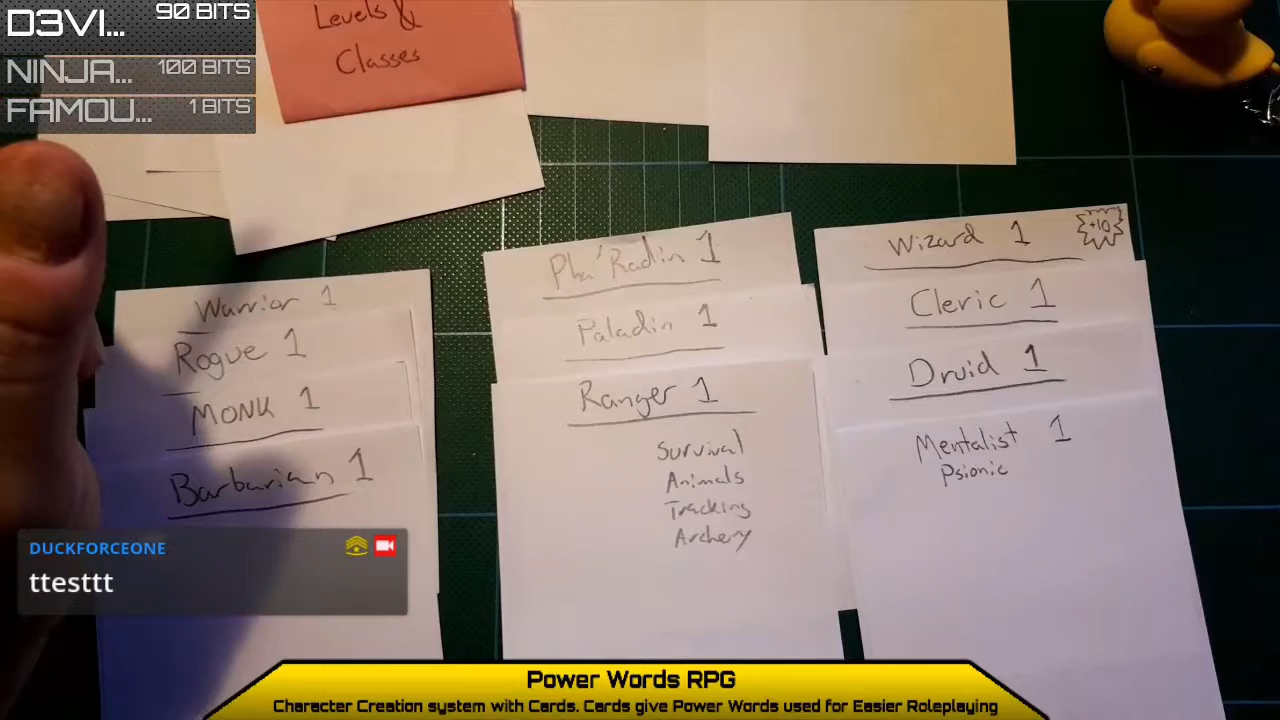 D3VI... 90 BITS
NINJA... 100 BITS
FAMOU... 1 BITS
Levels &
Classes
Warrior 1
Rogue 1
MONK 1
Barbarian 1
Pha'Radin 1
Paladin 1
Ranger 1
Survival
Animals
Tracking
Archery
Wizard 1
+10
Cleric 1
Druid 1
Mentalist 1
Psionic
DUCKFORCEONE
ttesttt
Power Words RPG
Character Creation system with Cards. Cards give Power Words used for Easier Roleplaying